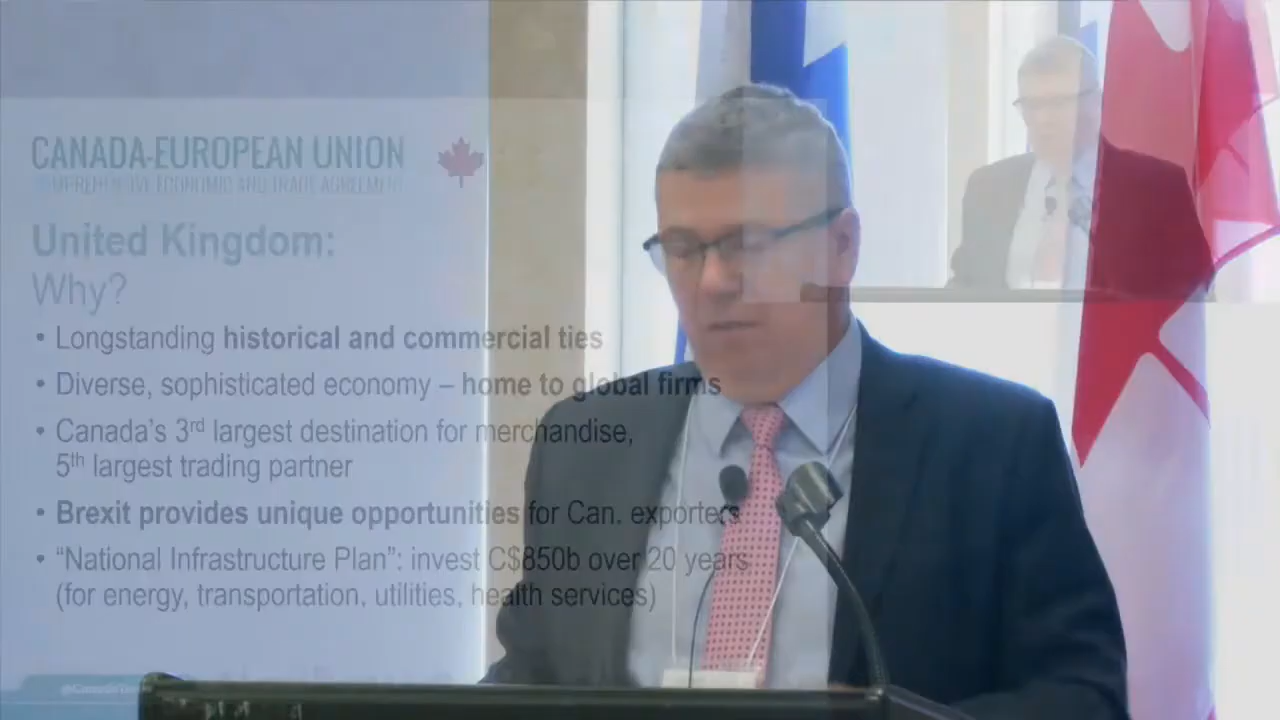 CANADA-EUROPEAN UNION
COMPREHENSIVE ECONOMIC AND TRADE AGREEMENT
United Kingdom:
Why?
• Longstanding historical and commercial ties
• Diverse, sophisticated economy – home to global firms
• Canada's 3rd largest destination for merchandise,
5th largest trading partner
• Brexit provides unique opportunities for Can. exporters
• “National Infrastructure Plan”: invest C$850b over 20 years
(for energy, transportation, utilities, health services)